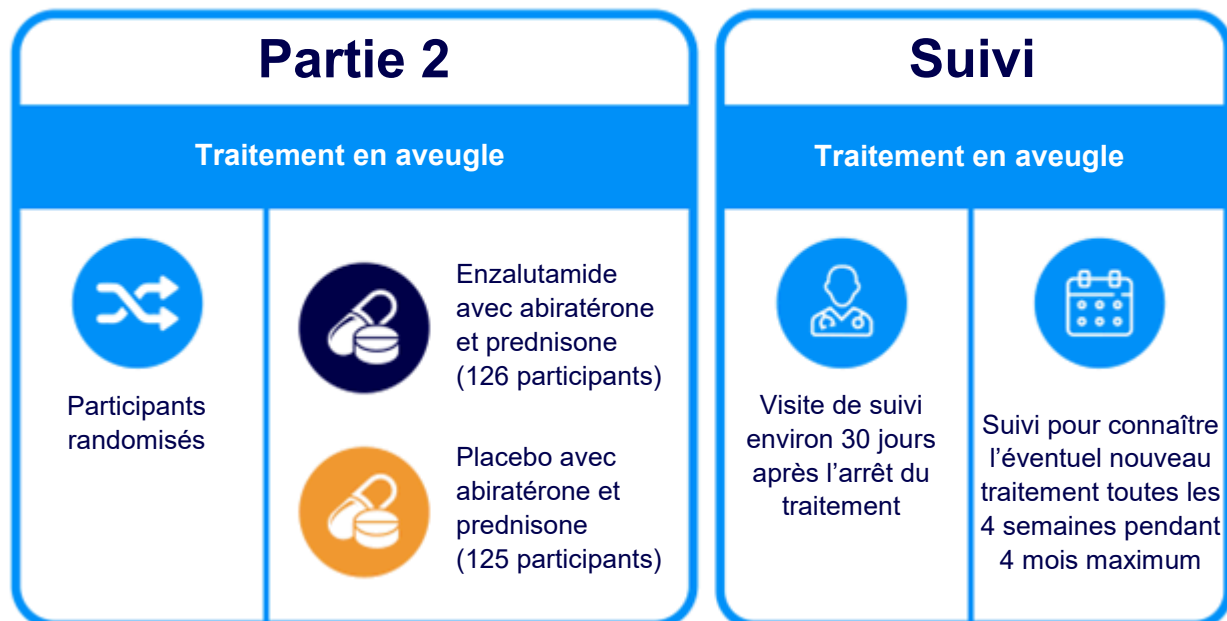 Partie 2
Traitement en aveugle
Participants
randomisés
Enzalutamide
avec abiratérone
et prednisone
(126 participants)
Placebo avec
abiratérone et
prednisone
(125 participants)
Suivi
Traitement en aveugle
Visite de suivi
environ 30 jours
après l’arrêt du
traitement
Suivi pour connaître
l’éventuel nouveau
traitement toutes les
4 semaines pendant
4 mois maximum